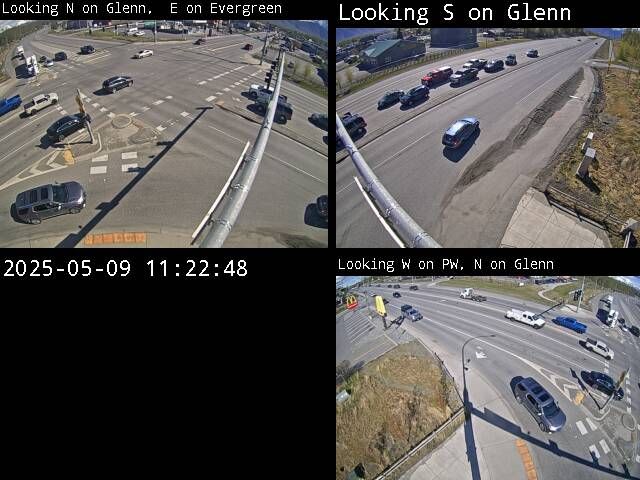 Looking N on Glenn,  E on Evergreen
Looking S on Glenn
2025-05-09 11:22:48
Looking W on PW, N on Glenn